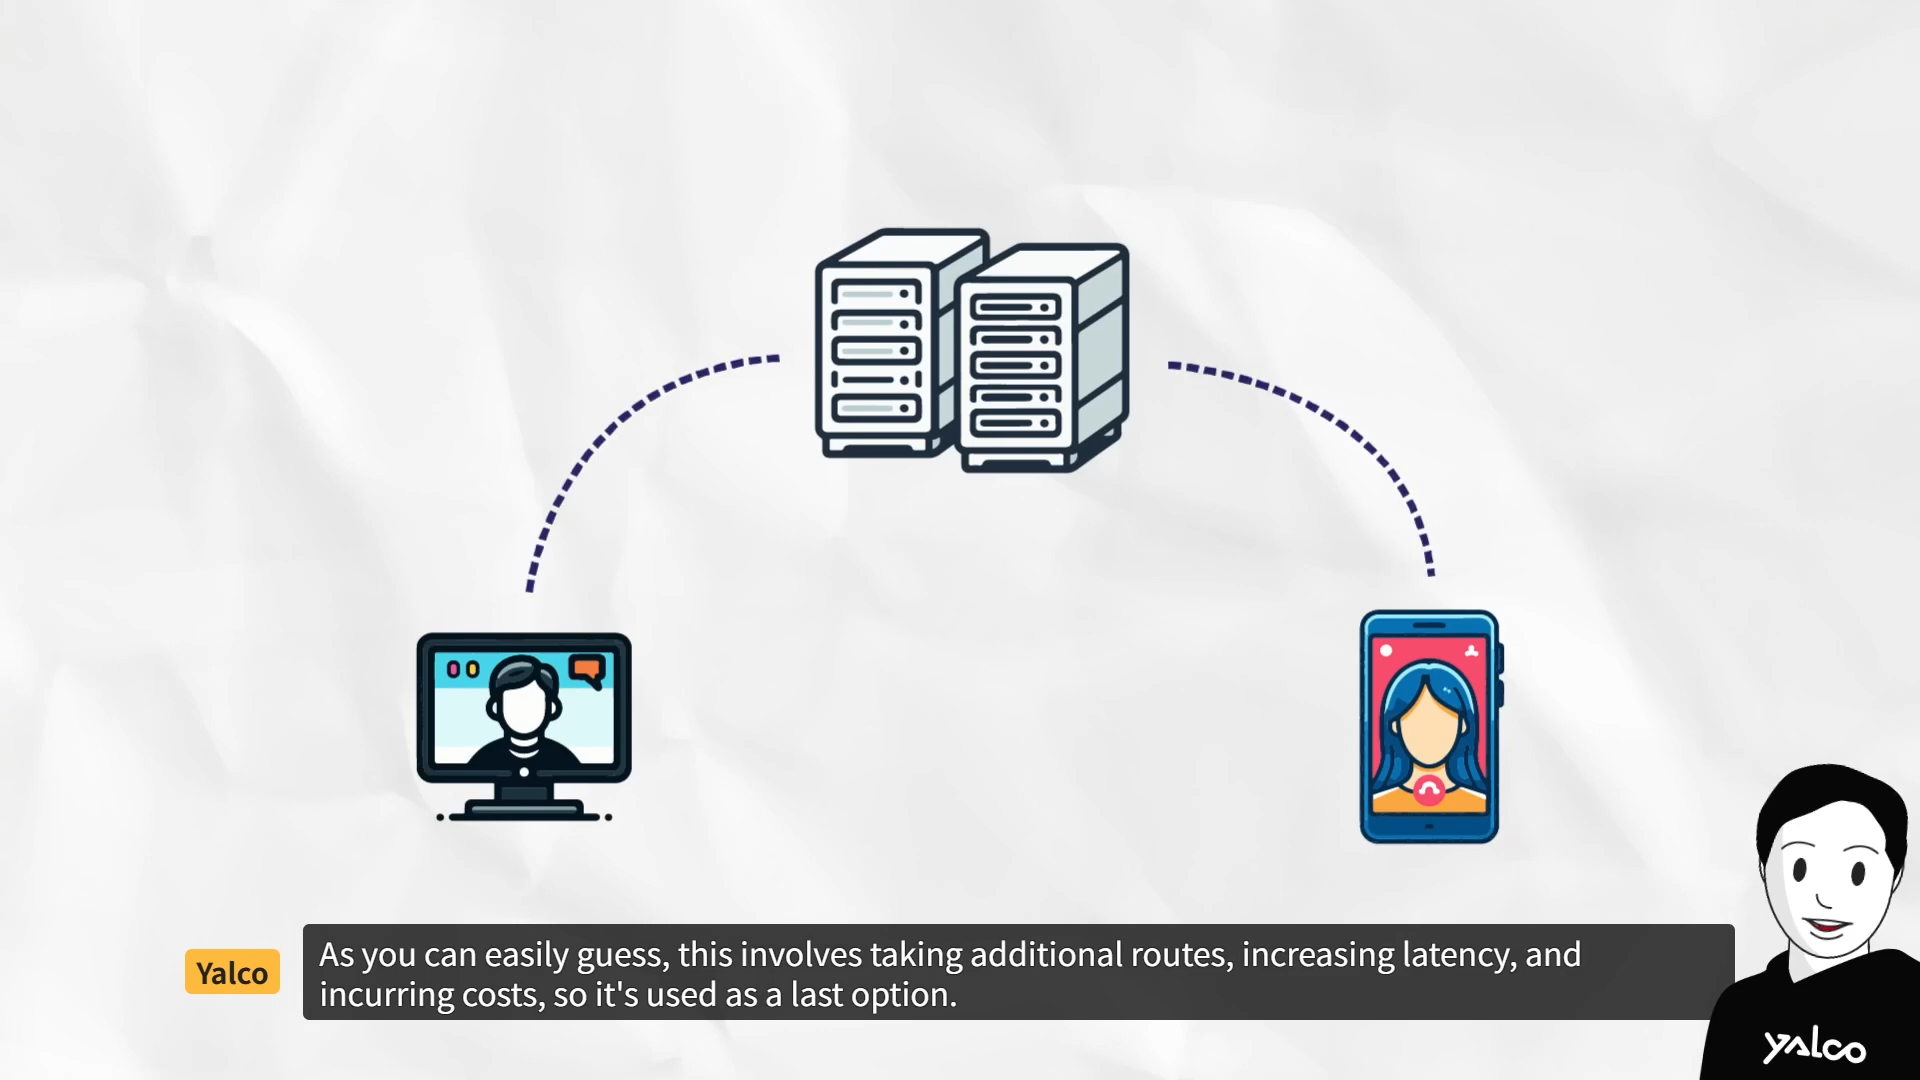 Yalco
As you can easily guess, this involves taking additional routes, increasing latency, and
incurring costs, so it's used as a last option.
yalco